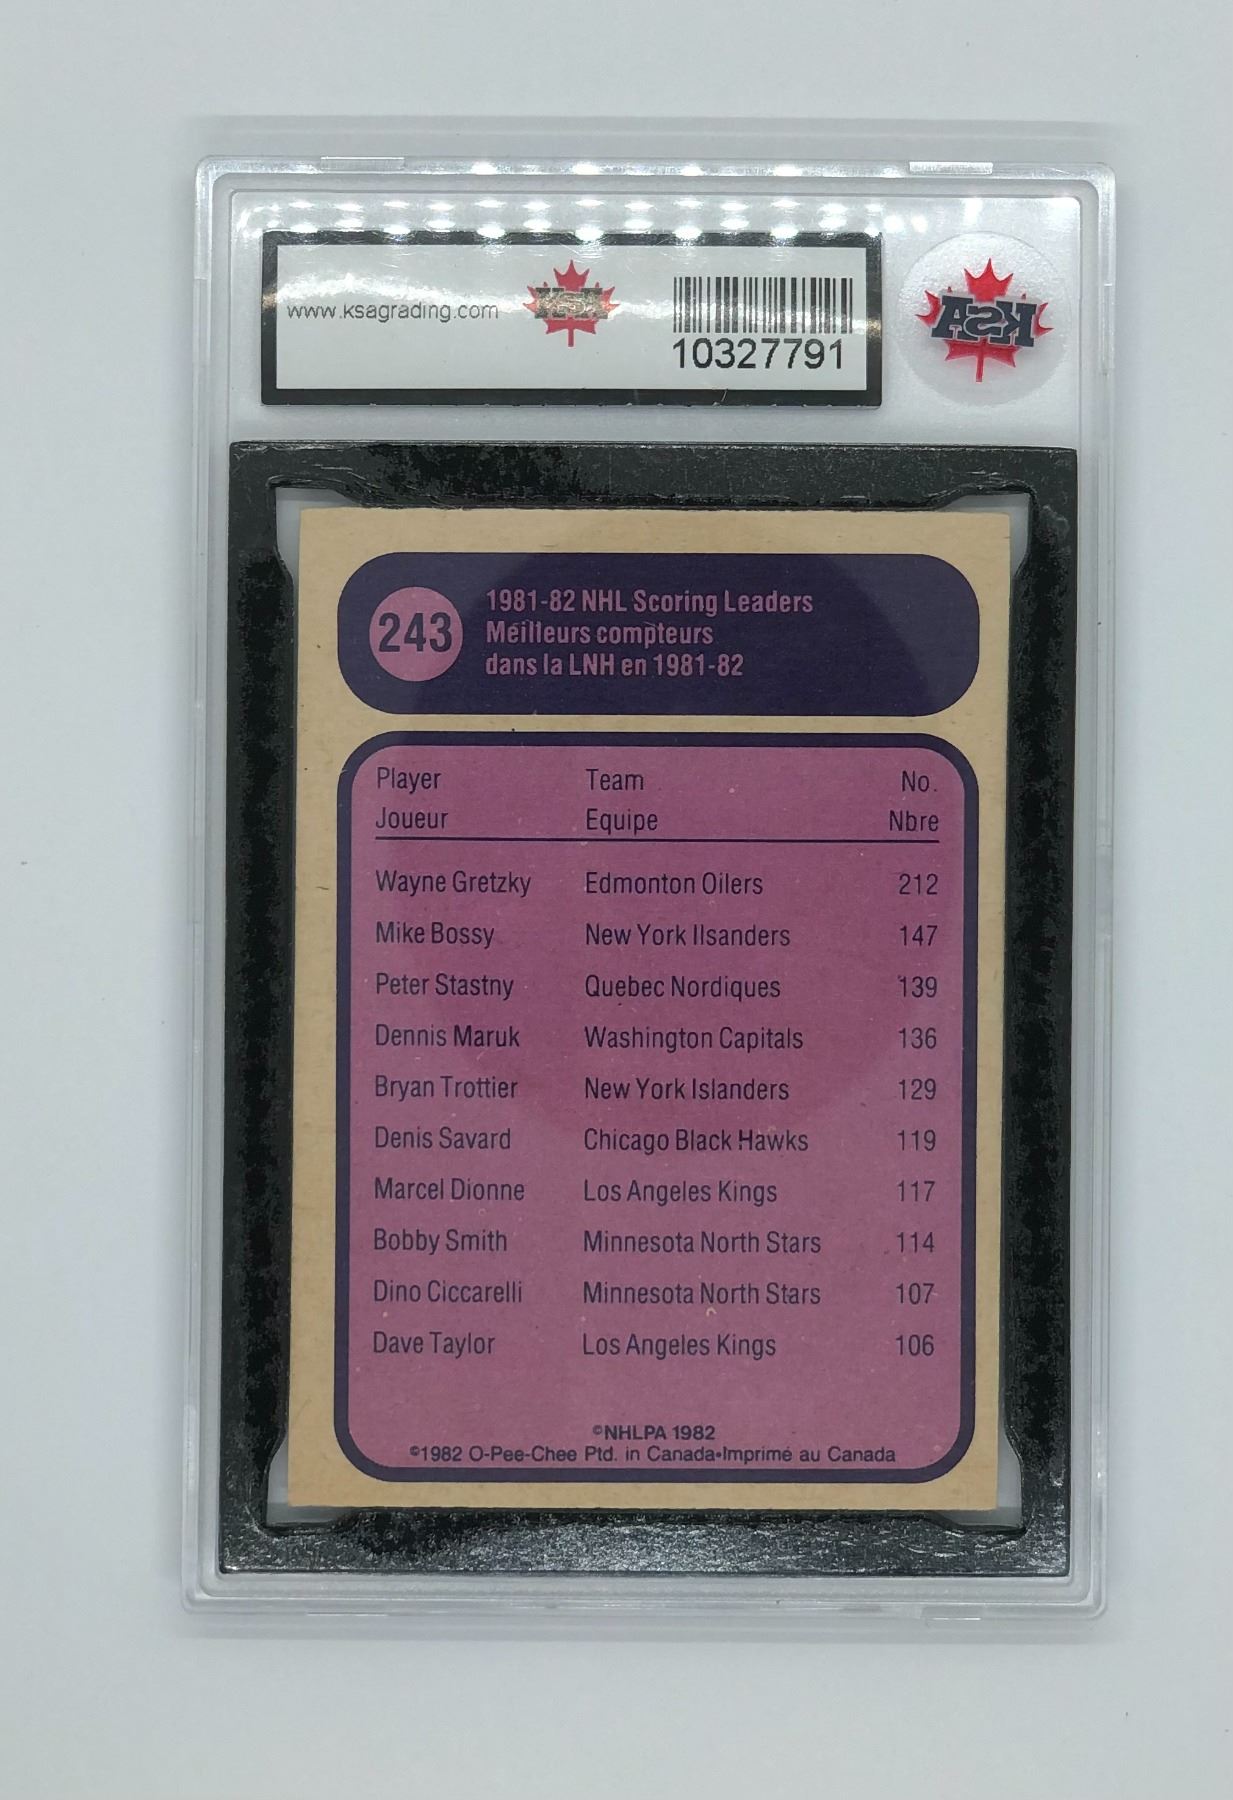 www.ksagrading.com
KSA
10327791
KSA
243
1981-82 NHL Scoring Leaders
Meilleurs compteurs
dans la LNH en 1981-82
Player Team No.
Joueur Equipe Nbre
Wayne Gretzky Edmonton Oilers 212
Mike Bossy New York Ilsanders 147
Peter Stastny Quebec Nordiques 139
Dennis Maruk Washington Capitals 136
Bryan Trottier New York Islanders 129
Denis Savard Chicago Black Hawks 119
Marcel Dionne Los Angeles Kings 117
Bobby Smith Minnesota North Stars 114
Dino Ciccarelli Minnesota North Stars 107
Dave Taylor Los Angeles Kings 106
©NHLPA 1982
©1982 O-Pee-Chee Ptd. in Canada•Imprimé au Canada